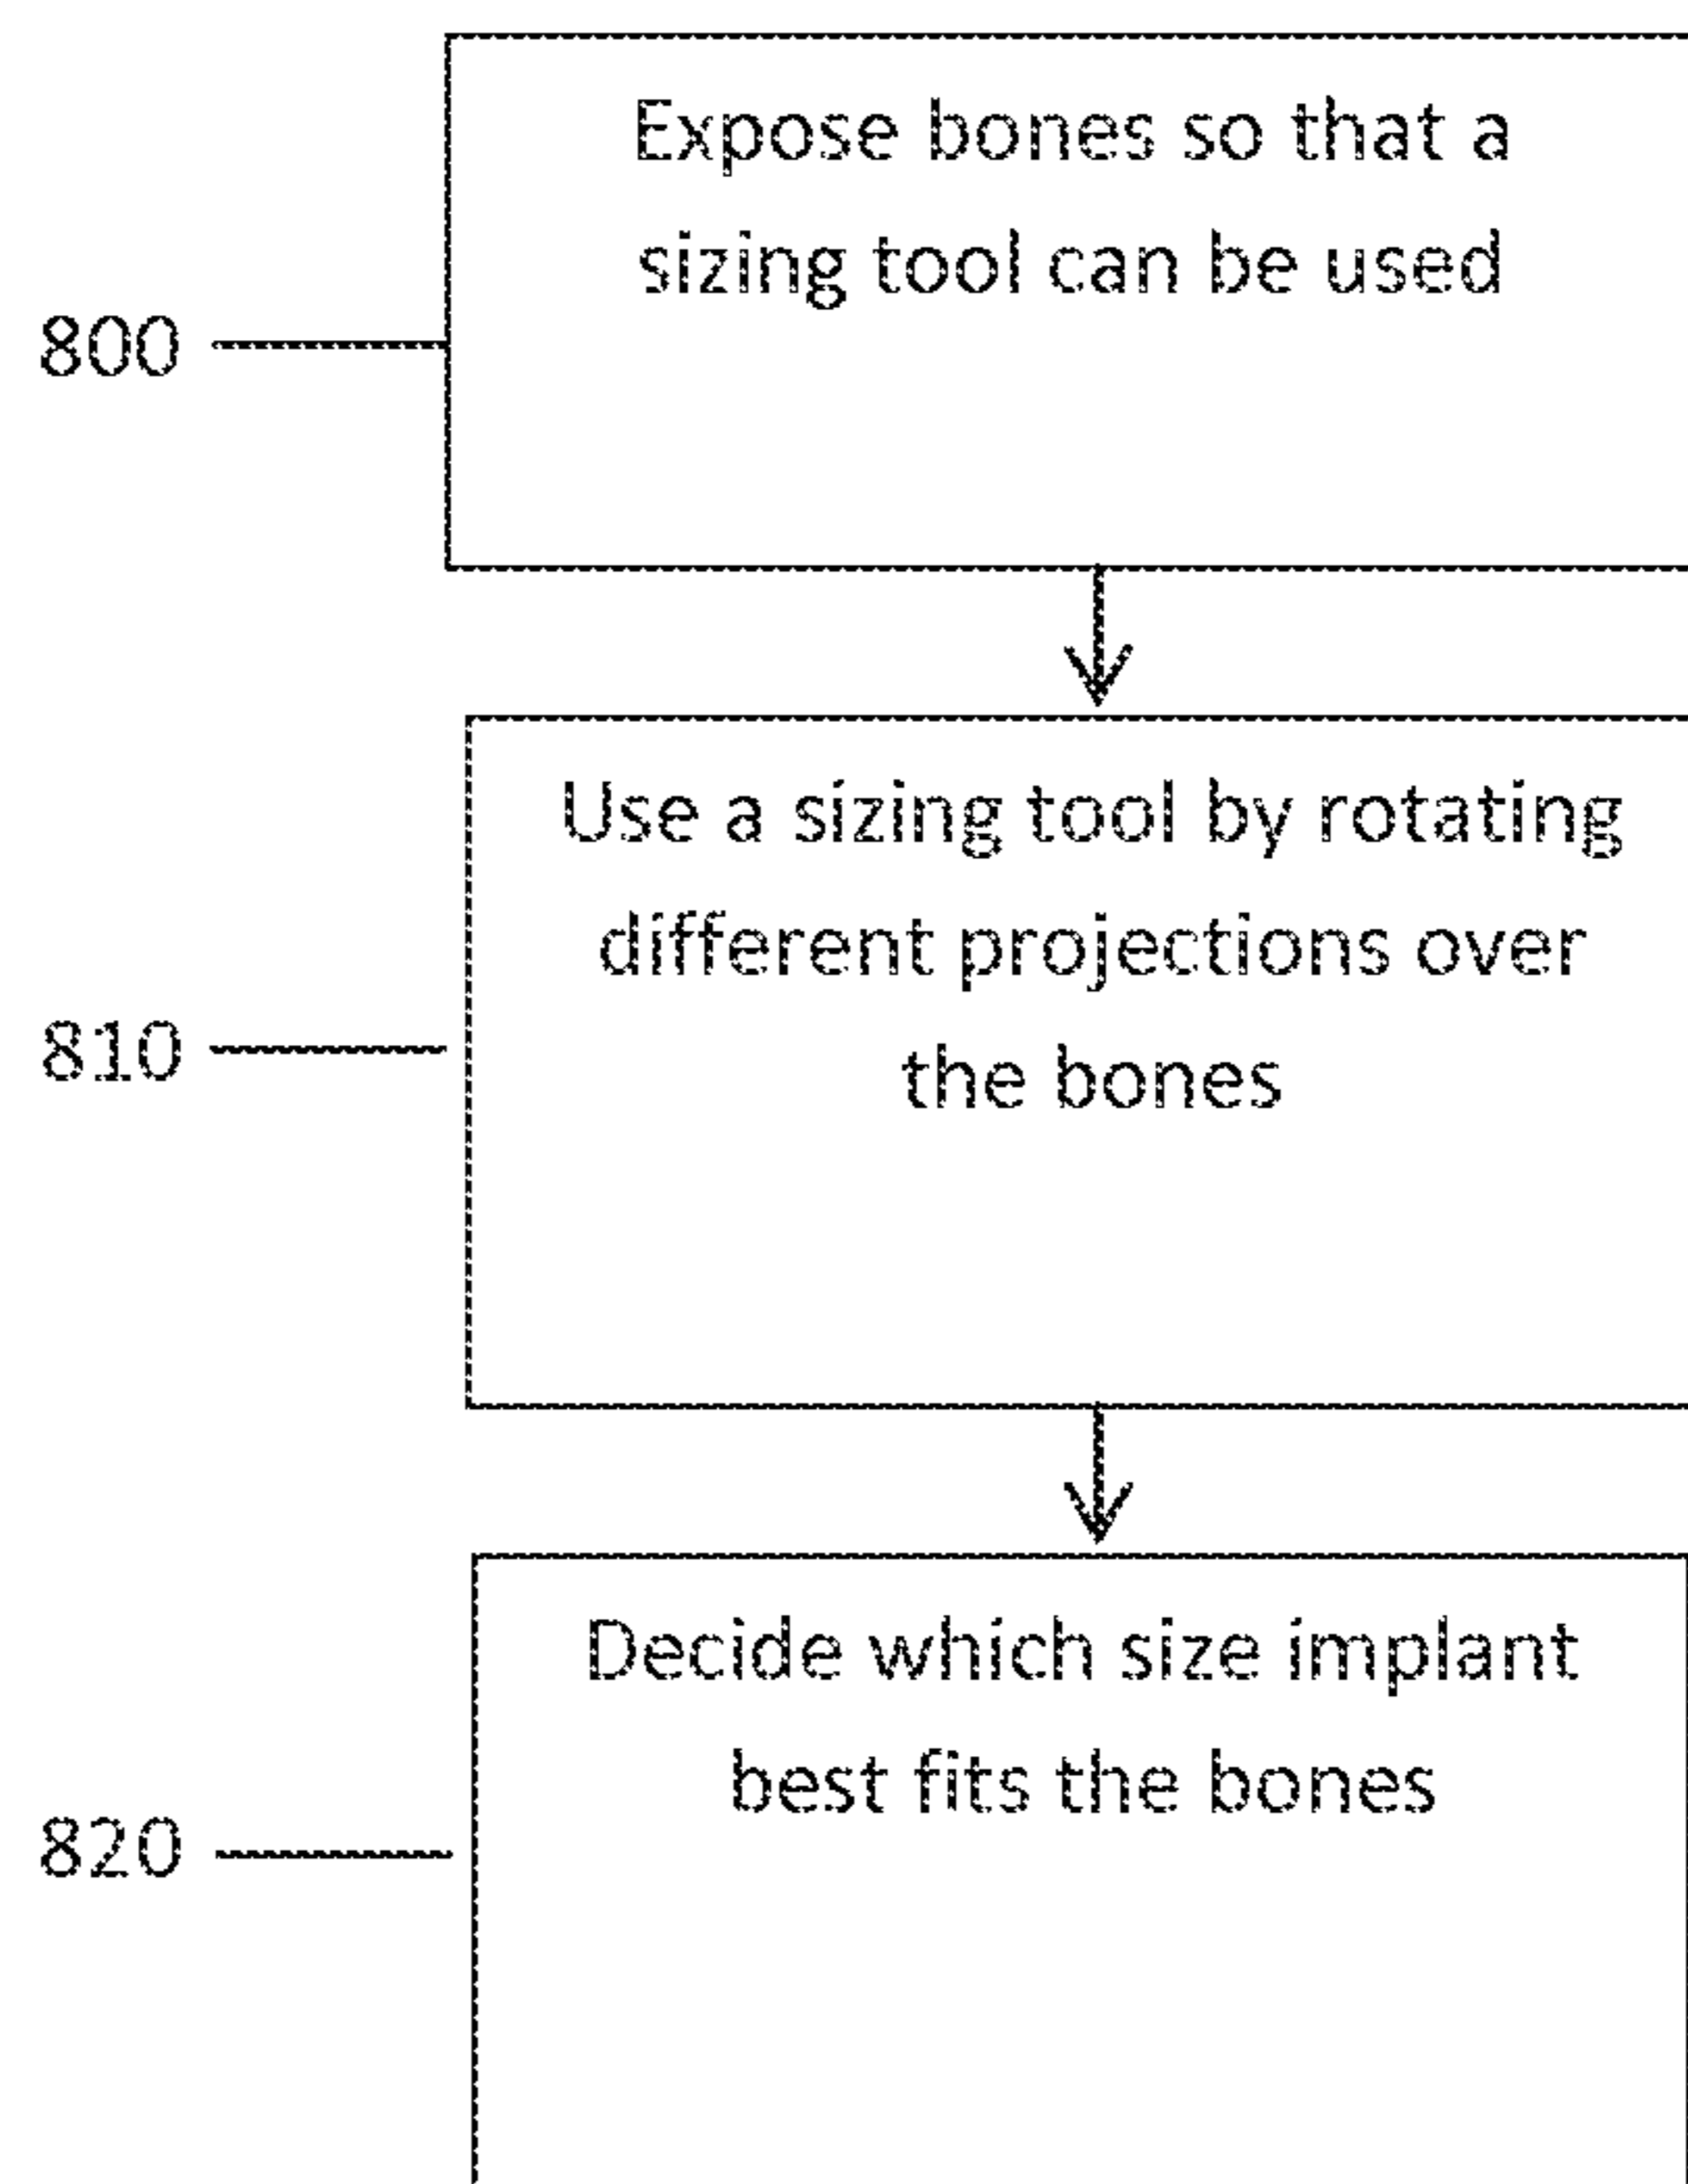 Expose bones so that a
sizing tool can be used
800
Use a sizing tool by rotating
different projections over
the bones
810
Decide which size implant
best fits the bones
820